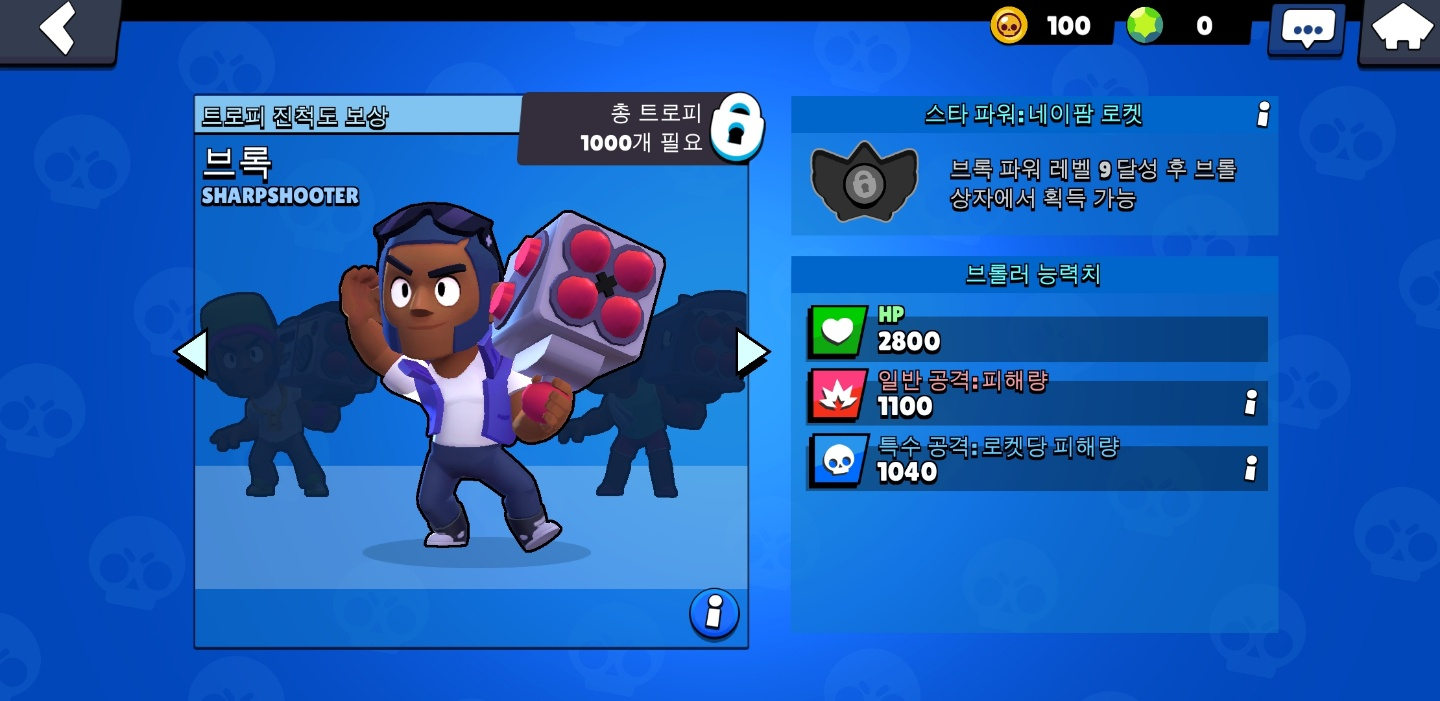 100
0
트로피 진척도 보상
총 트로피
1000개 필요
브록
SHARPSHOOTER
스타 파워:네이팜 로켓
브록 파워 레벨 9 달성 후 브롤
상자에서 획득 가능
브롤러 능력치
HP
2800
일반 공격:피해량
1100
특수 공격:로켓당 피해량
1040